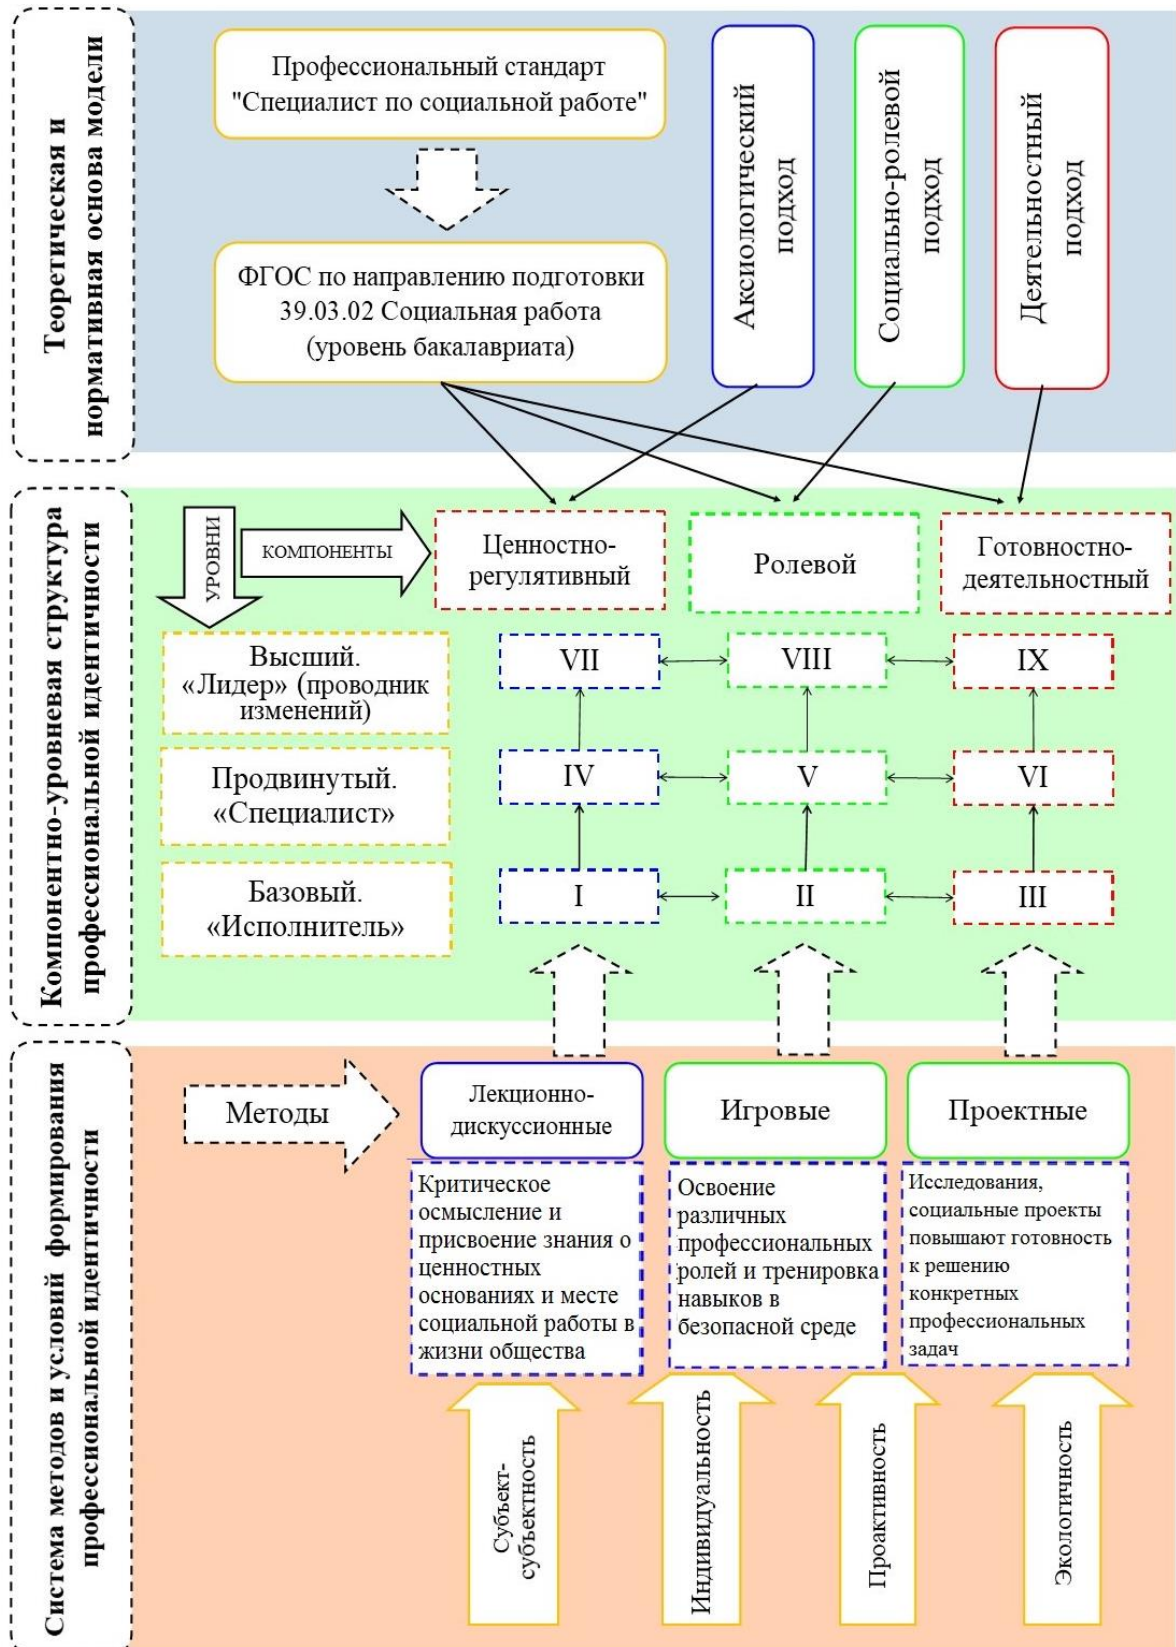 Теоретическая и
нормативная основа модели
Профессиональный стандарт
"Специалист по социальной работе"
ФГОС по направлению подготовки
39.03.02 Социальная работа
(уровень бакалавриата)
Аксиологический
подход
Социально-ролевой
подход
Деятельностный
подход
Компонентно-уровневая структура
профессиональной идентичности
УРОВНИ
КОМПОНЕНТЫ
Ценностно-
регулятивный
Ролевой
Готовностно-
деятельностный
Высший.
«Лидер» (проводник
изменений)
VII
VIII
IX
Продвинутый.
«Специалист»
IV
V
VI
Базовый.
«Исполнитель»
I
II
III
Система методов и условий формирования
профессиональной идентичности
Методы
Лекционно-
дискуссионные
Игровые
Проектные
Критическое
осмысление и
присвоение знания о
ценностных
основаниях и месте
социальной работы в
жизни общества
Освоение
различных
профессиональных
ролей и тренировка
навыков в
безопасной среде
Исследования,
социальные проекты
повышают готовность
к решению
конкретных
профессиональных
задач
Субъект-
субъектность
Индивидуальность
Проактивность
Экологичность